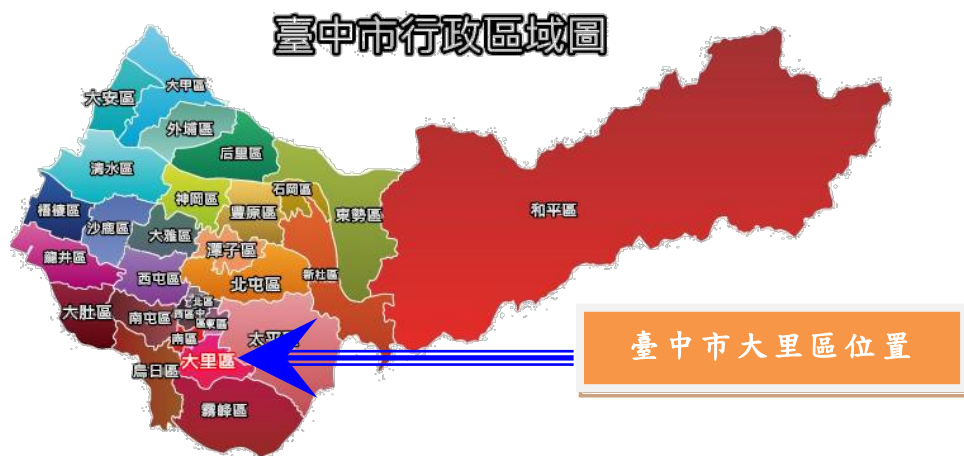 臺中市行政區域圖
大甲區
大安區
外埔區
后里區
清水區
石岡區
神岡區
豐原區
東勢區
和平區
梧棲區
沙鹿區
大雅區
潭子區
龍井區
西屯區
北屯區
新社區
北區
大肚區
南屯區
西區
中區
東區
南區
太平區
臺中市大里區位置
大里區
烏日區
霧峰區